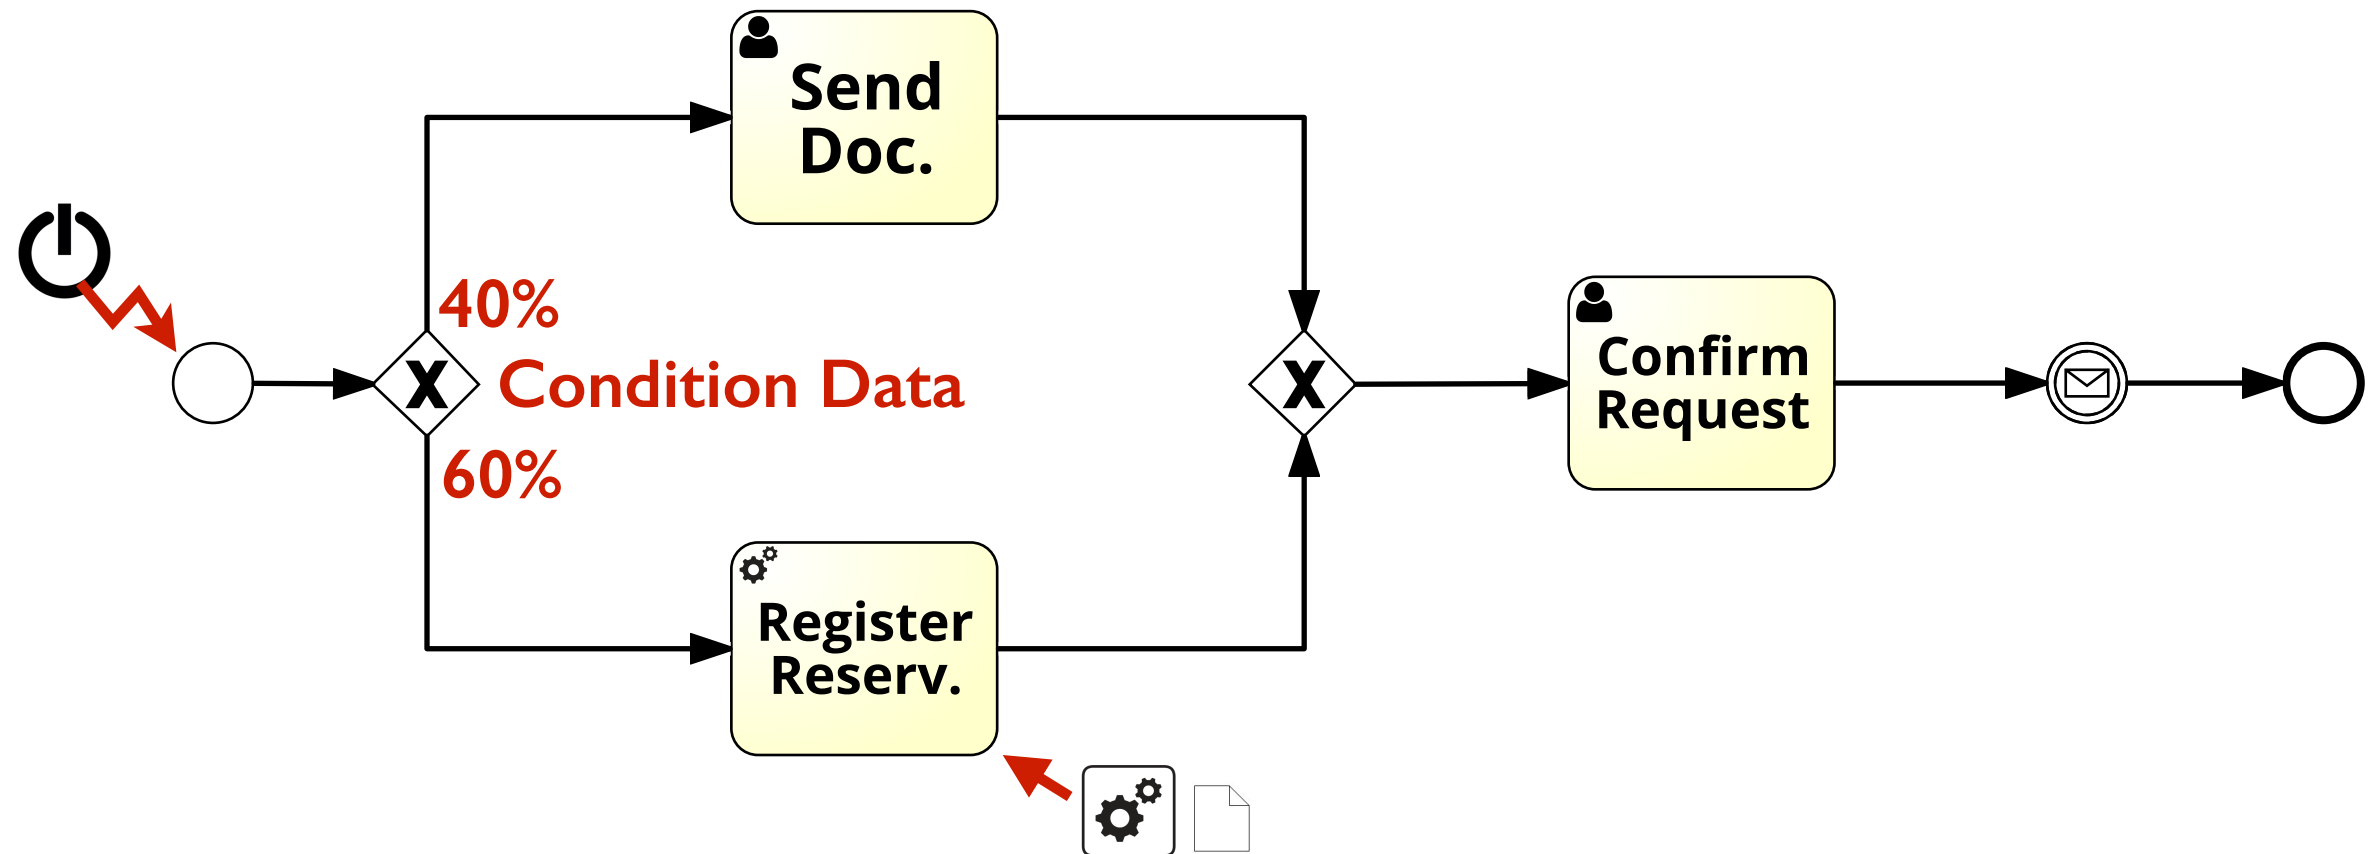 Send
Doc.
40%
Condition Data
60%
Confirm
Request
Register
Reserv.